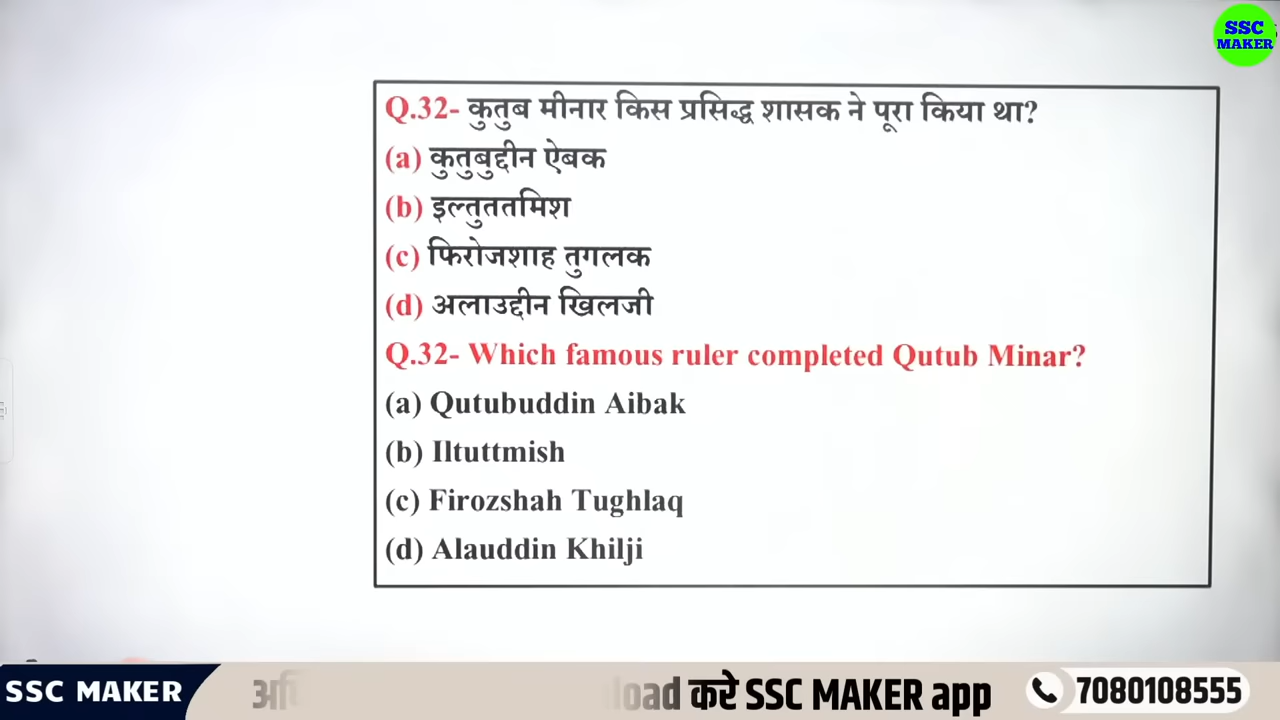 SSC
MAKER
Q.32- कुतुब मीनार किस प्रसिद्ध शासक ने पूरा किया था?
(a) कुतुबुद्दीन ऐबक
(b) इल्तुततमिश
(c) फिरोजशाह तुगलक
(d) अलाउद्दीन खिलजी
Q.32- Which famous ruler completed Qutub Minar?
(a) Qutubuddin Aibak
(b) Iltuttmish
(c) Firozshah Tughlaq
(d) Alauddin Khilji
SSC MAKER load करे SSC MAKER app 7080108555